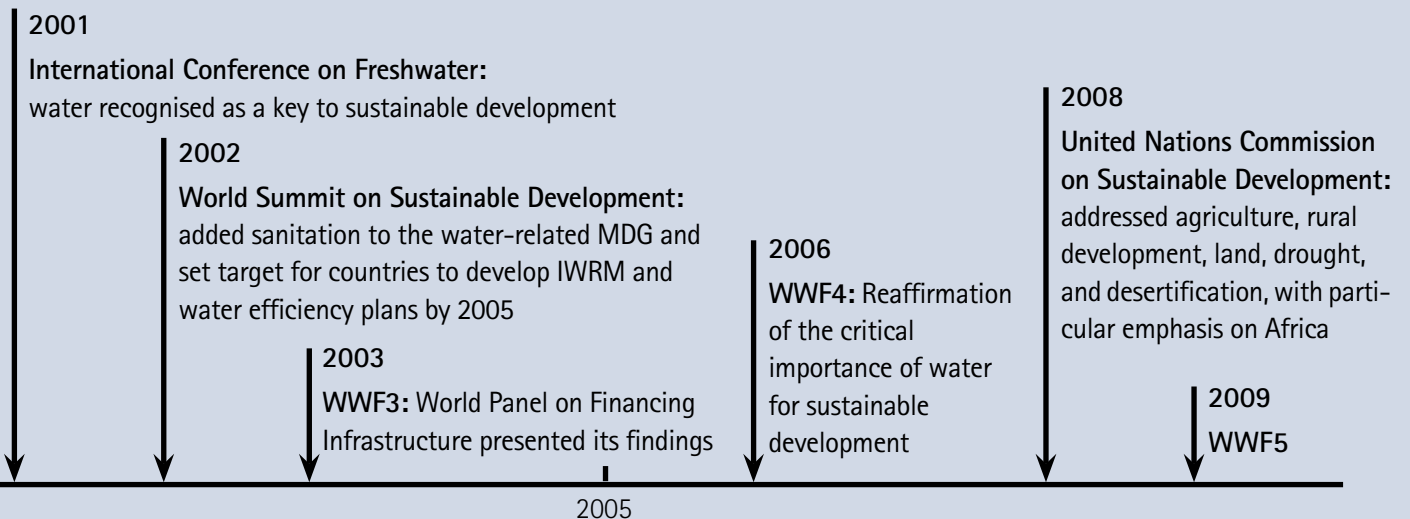 2001
International Conference on Freshwater:
water recognised as a key to sustainable development
2002
World Summit on Sustainable Development:
added sanitation to the water-related MDG and
set target for countries to develop IWRM and
water efficiency plans by 2005
2003
WWF3: World Panel on Financing
Infrastructure presented its findings
2006
WWF4: Reaffirmation
of the critical
importance of water
for sustainable
development
2008
United Nations Commission
on Sustainable Development:
addressed agriculture, rural
development, land, drought,
and desertification, with parti-
cular emphasis on Africa
2009
WWF5
2005